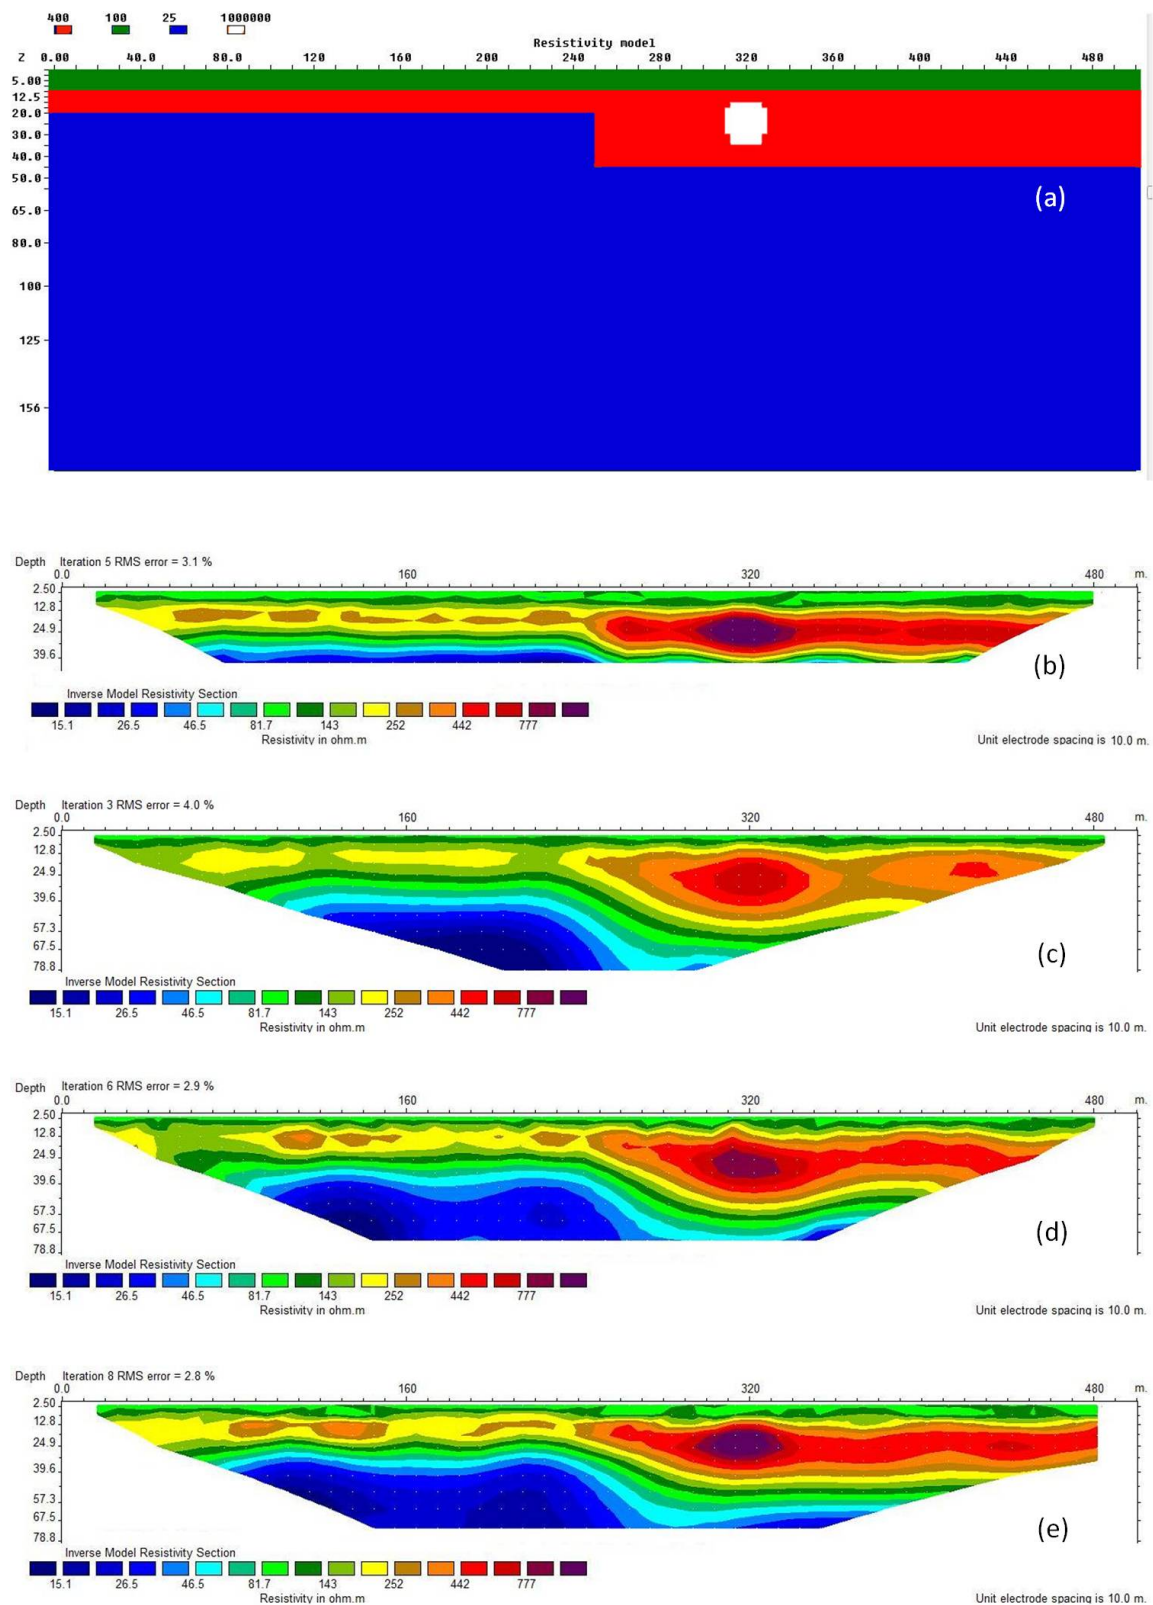 400 100 25 1000000
Resistivity model
Z 0.00 40.0 80.0 120 160 200 240 280 320 360 400 440 480
5.00
12.5
20.0
30.0
40.0
50.0
65.0
80.0
100
125
156
(a)
Depth Iteration 5 RMS error = 3.1 %
0.0 160 320 480 m.
2.50
12.8
24.9
39.6
(b)
Inverse Model Resistivity Section
15.1 26.5 46.5 81.7 143 252 442 777
Resistivity in ohm.m
Unit electrode spacing is 10.0 m.
Depth Iteration 3 RMS error = 4.0 %
0.0 160 320 480 m.
2.50
12.8
24.9
39.6
57.3
67.5
78.8
(c)
Inverse Model Resistivity Section
15.1 26.5 46.5 81.7 143 252 442 777
Resistivity in ohm.m
Unit electrode spacing is 10.0 m.
Depth Iteration 6 RMS error = 2.9 %
0.0 160 320 480 m.
2.50
12.8
24.9
39.6
57.3
67.5
78.8
(d)
Inverse Model Resistivity Section
15.1 26.5 46.5 81.7 143 252 442 777
Resistivity in ohm.m
Unit electrode spacing is 10.0 m.
Depth Iteration 8 RMS error = 2.8 %
0.0 160 320 480 m.
2.50
12.8
24.9
39.6
57.3
67.5
78.8
(e)
Inverse Model Resistivity Section
15.1 26.5 46.5 81.7 143 252 442 777
Resistivity in ohm.m
Unit electrode spacing is 10.0 m.